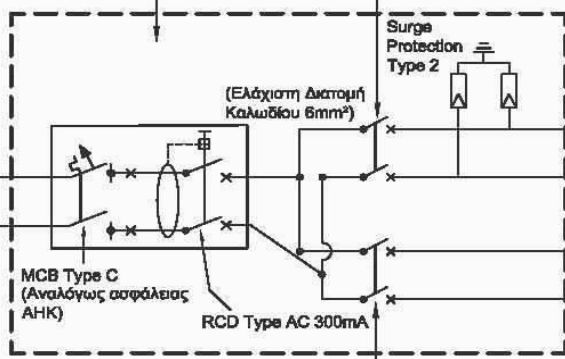 Surge
Protection
Type 2
(Ελάχιστη Διατομή
Καλωδίου 6mm²)
MCB Type C
(Αναλόγως ασφάλειας
ΑΗΚ)
RCD Type AC 300mA